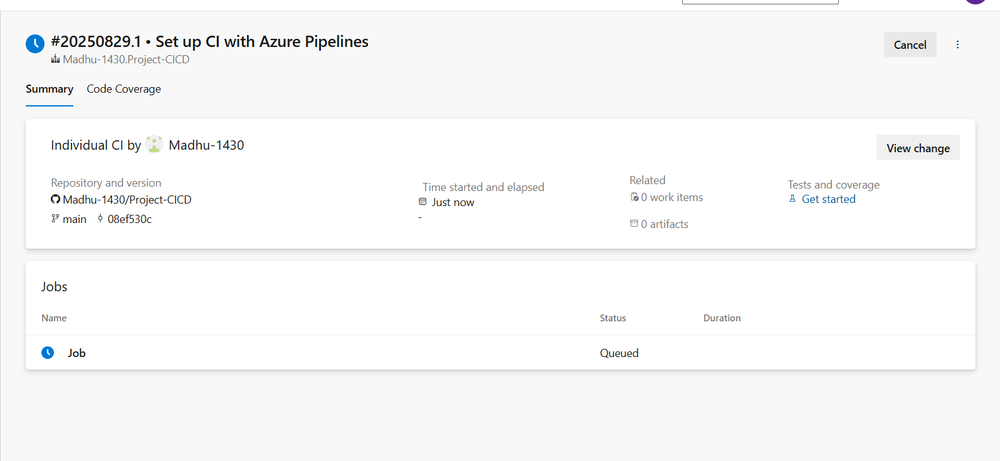 #20250829.1 • Set up CI with Azure Pipelines
Cancel
Madhu-1430.Project-CICD
Summary Code Coverage
Individual CI by Madhu-1430
View change
Repository and version
Madhu-1430/Project-CICD
main 08ef530c
Time started and elapsed
Just now
-
Related
0 work items
0 artifacts
Tests and coverage
Get started
Jobs
Name Status Duration
Job Queued